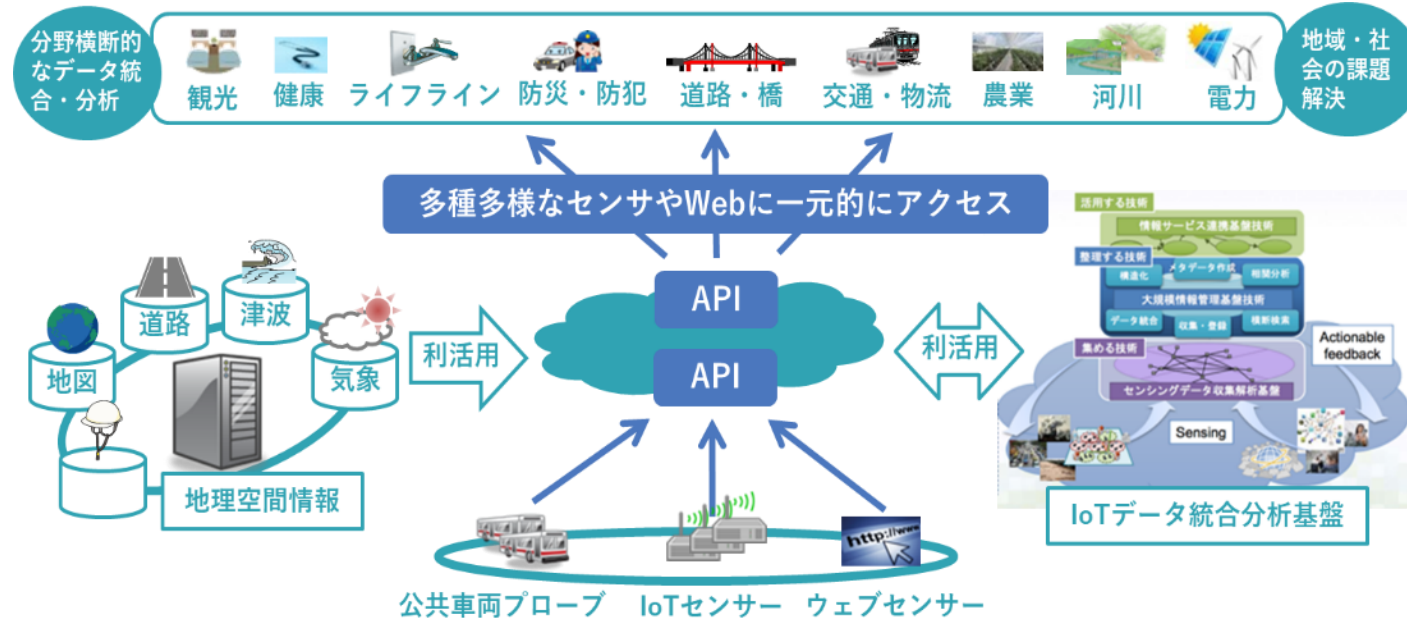 分野横断的
なデータ統
合・分析
観光
健康
ライフライン
防災・防犯
道路・橋
交通・物流
農業
河川
電力
地域・社
会の課題
解決
多種多様なセンサやWebに一元的にアクセス
API
API
地図
道路
津波
気象
地理空間情報
利活用
利活用
活用する技術
情報サービス連携基盤技術
整理する技術
構造化
メタデータ作成
相関分析
大規模情報管理基盤技術
データ統合
収集・登録
横断検索
集める技術
センシングデータ収集解析基盤
Actionable
feedback
Sensing
IoTデータ統合分析基盤
http://www
公共車両プローブ
IoTセンサー
ウェブセンサー